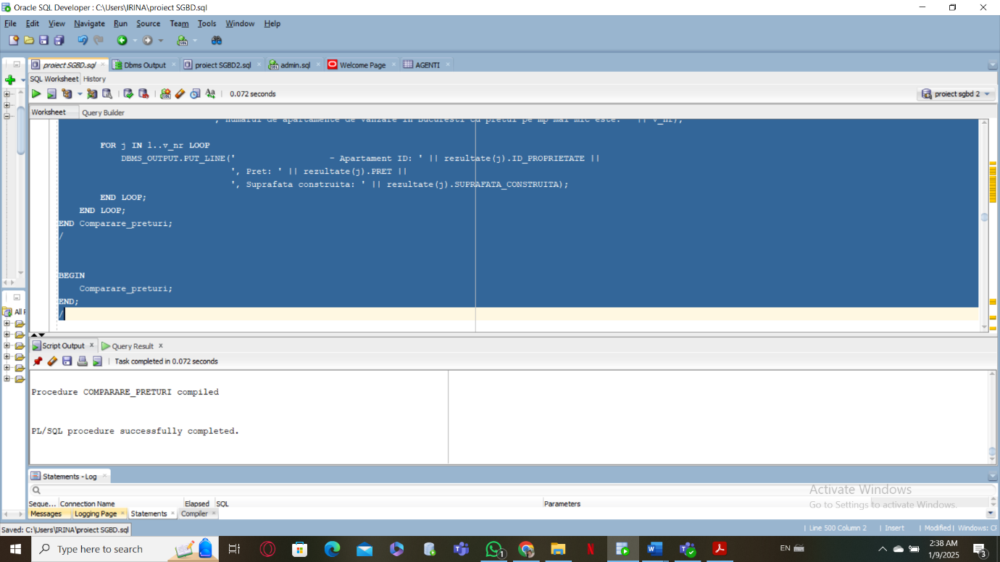 Oracle SQL Developer : C:\Users\IRINA\proiect SGBD.sql
File Edit View Navigate Run Source Team Tools Window Help
proiect SGBD.sql Dbms Output proiect SGBD2.sql admin.sql Welcome Page AGENTI
SQL Worksheet History
0.072 seconds
proiect sgbd 2
Worksheet Query Builder
', Numarul de apartamente de vanzare in Bucuresti cu pretul pe mp mai mic este: ' || v_nr);
FOR j IN 1..v_nr LOOP
DBMS_OUTPUT.PUT_LINE(' - Apartament ID: ' || rezultate(j).ID_PROPRIETATE ||
', Pret: ' || rezultate(j).PRET ||
', Suprafata construita: ' || rezultate(j).SUPRAFATA_CONSTRUITA);
END LOOP;
END LOOP;
END Comparare_preturi;
/
BEGIN
Comparare_preturi;
END;
/
All
Script Output x Query Result x
Task completed in 0.072 seconds
Procedure COMPARARE_PRETURI compiled
PL/SQL procedure successfully completed.
Statements - Log
Seque... Connection Name Elapsed SQL Parameters
Messages Logging Page Statements Compiler
Activate Windows
Go to Settings to activate Windows.
Saved: C:\Users\IRINA\proiect SGBD.sql
Line 500 Column 2 Insert Modified Windows: Cl
Type here to search
1
EN
2:38 AM
1/9/2025
3